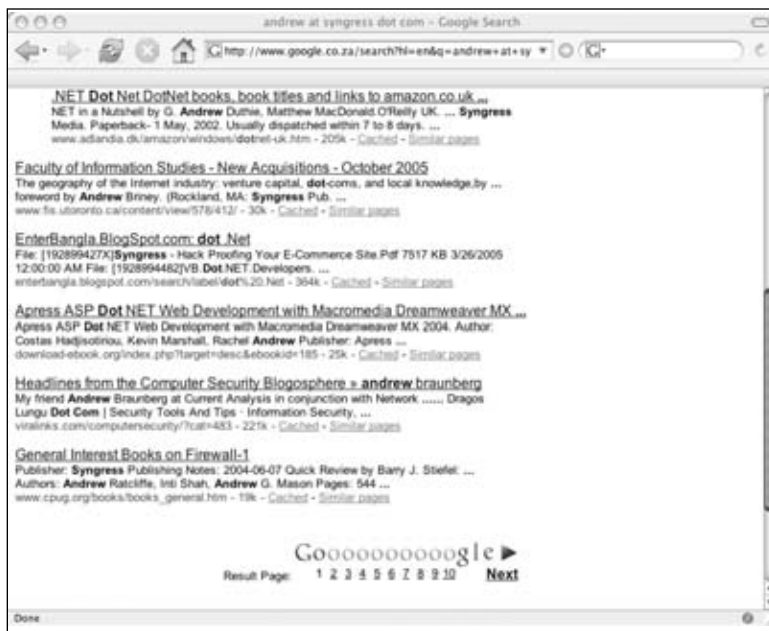 andrew at syngress dot com - Google Search
http://www.google.co.za/search?hl=en&q=andrew+at+sy
.NET Dot Net DotNet books, book titles and links to amazon.co.uk ...
NET in a Nutshell by G. Andrew Duthie, Matthew MacDonald.O'Reilly UK. ... Syngress
Media. Paperback- 1 May, 2002. Usually dispatched within 7 to 8 days. ...
www.adlandia.dk/amazon/windows/dotnet-uk.htm - 205k - Cached - Similar pages
Faculty of Information Studies - New Acquisitions - October 2005
The geography of the Internet industry: venture capital, dot-coms, and local knowledge,by ...
foreword by Andrew Briney. (Rockland, MA: Syngress Pub. ...
www.fis.utoronto.ca/content/view/578/412/ - 30k - Cached - Similar pages
EnterBangla.BlogSpot.com: dot .Net
File: [192899427X]Syngress - Hack Proofing Your E-Commerce Site.Pdf 7517 KB 3/26/2005
12:00:00 AM File: [1928994482]VB.Dot.NET.Developers. ...
enterbangla.blogspot.com/search/label/dot%20.Net - 364k - Cached - Similar pages
Apress ASP Dot NET Web Development with Macromedia Dreamweaver MX ...
Apress ASP Dot NET Web Development with Macromedia Dreamweaver MX 2004. Author:
Costas Hadjisotiriou, Kevin Marshall, Rachel Andrew Publisher: Apress ...
download-ebook.org/index.php?target=desc&ebookid=185 - 25k - Cached - Similar pages
Headlines from the Computer Security Blogosphere » andrew braunberg
My friend Andrew Braunberg at Current Analysis in conjunction with Network ...... Dragos
Lungu Dot Com | Security Tools And Tips · Information Security, ...
viralinks.com/computersecurity/?cat=483 - 221k - Cached - Similar pages
General Interest Books on Firewall-1
Publisher: Syngress Publishing Notes: 2004-06-07 Quick Review by Barry J. Stiefel: ...
Authors: Andrew Ratcliffe, Inti Shah, Andrew G. Mason Pages: 544 ...
www.cpug.org/books/books_general.htm - 19k - Cached - Similar pages
Goooooooooogle
Result Page: 1 2 3 4 5 6 7 8 9 10 Next
Done